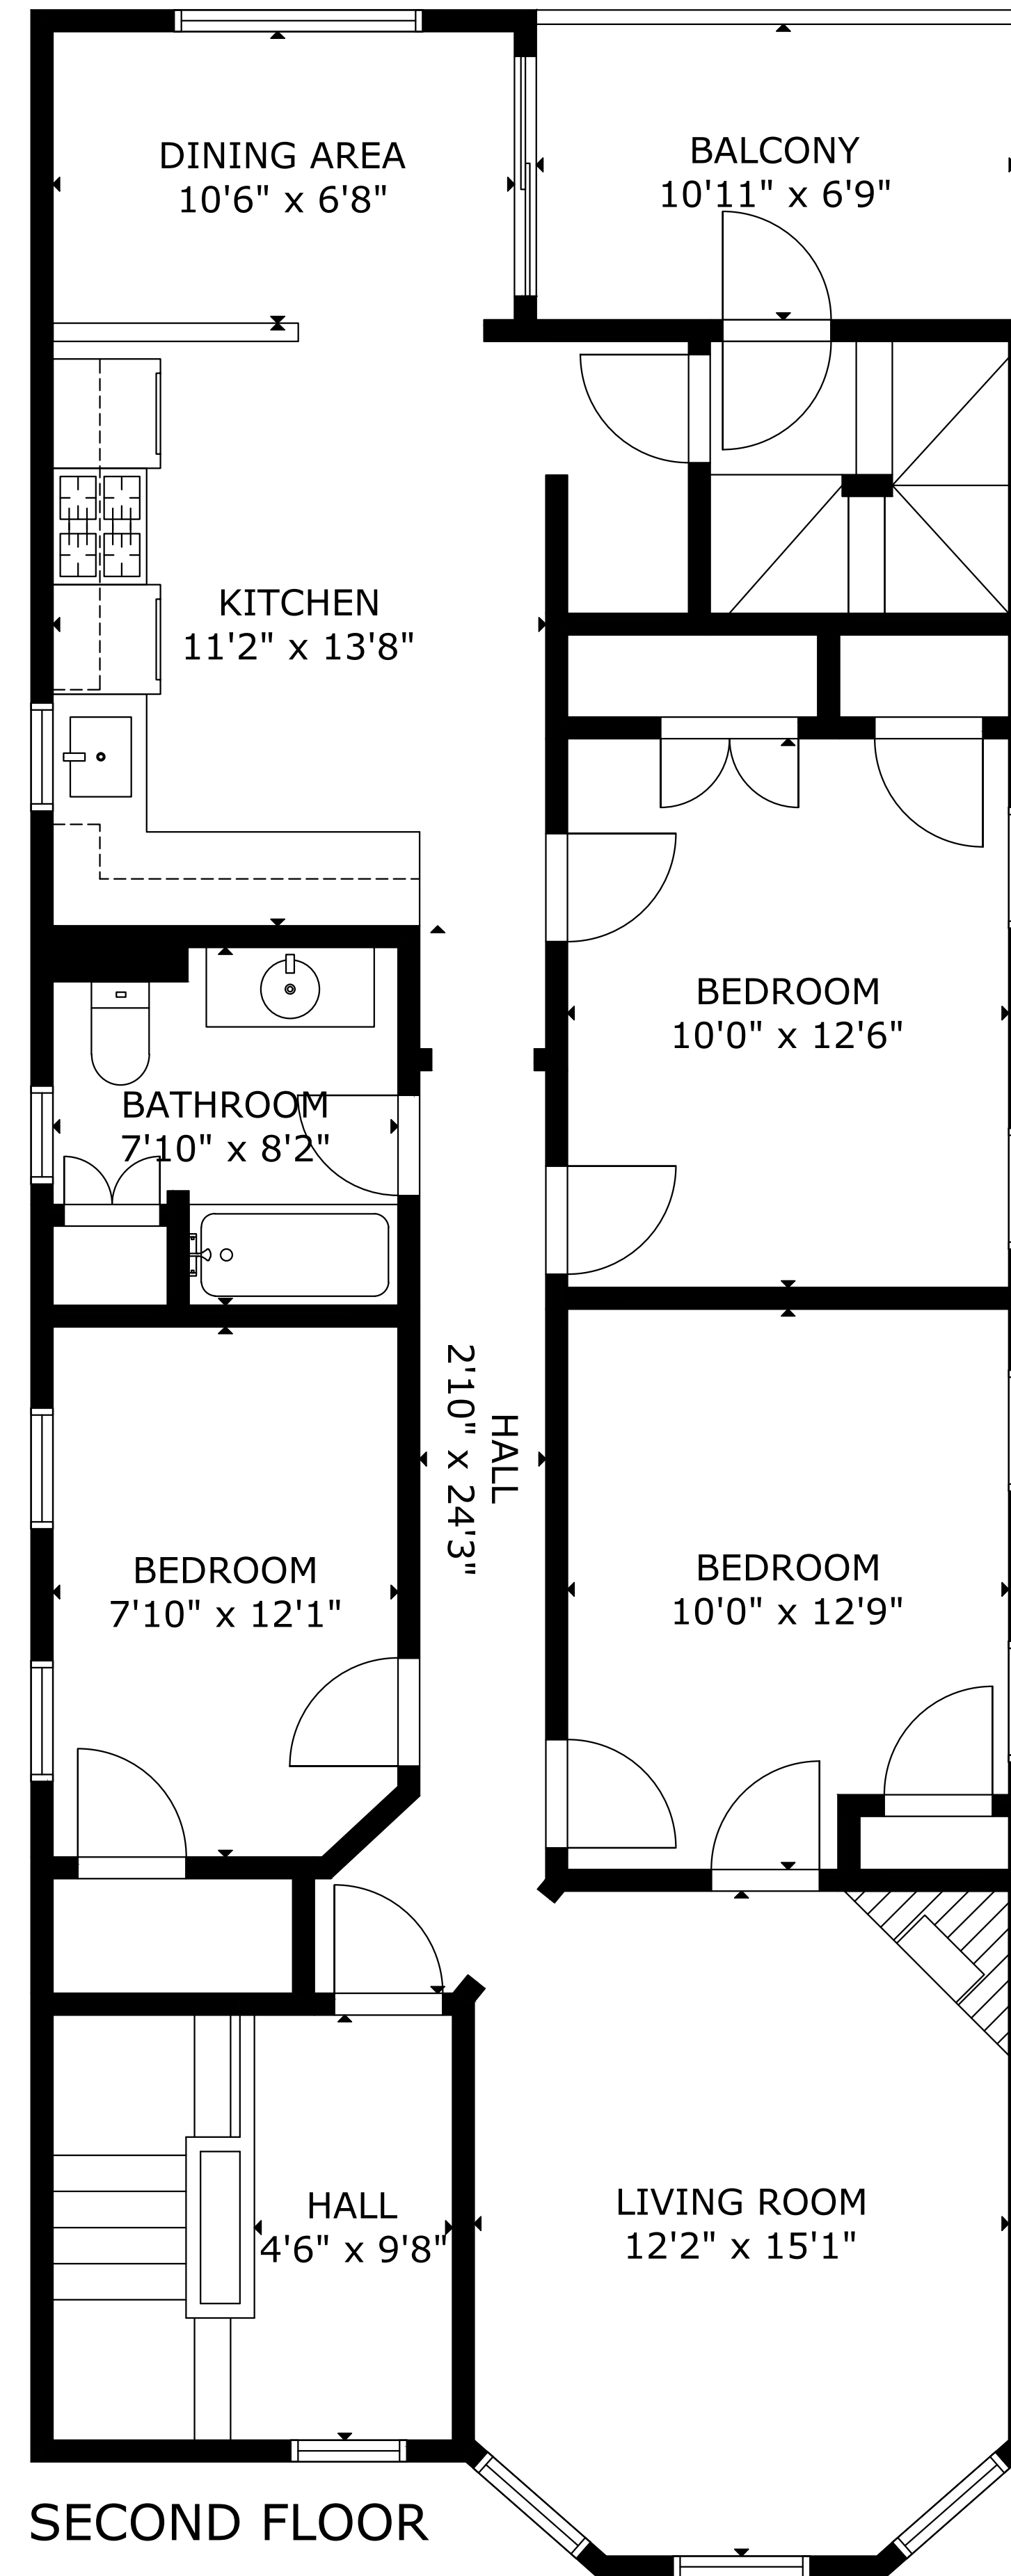 DINING AREA
10'6" x 6'8"
BALCONY
10'11" x 6'9"
KITCHEN
11'2" x 13'8"
BEDROOM
10'0" x 12'6"
BATHROOM
7'10" x 8'2"
HALL
2'10" x 24'3"
BEDROOM
7'10" x 12'1"
BEDROOM
10'0" x 12'9"
HALL
4'6" x 9'8"
LIVING ROOM
12'2" x 15'1"
SECOND FLOOR